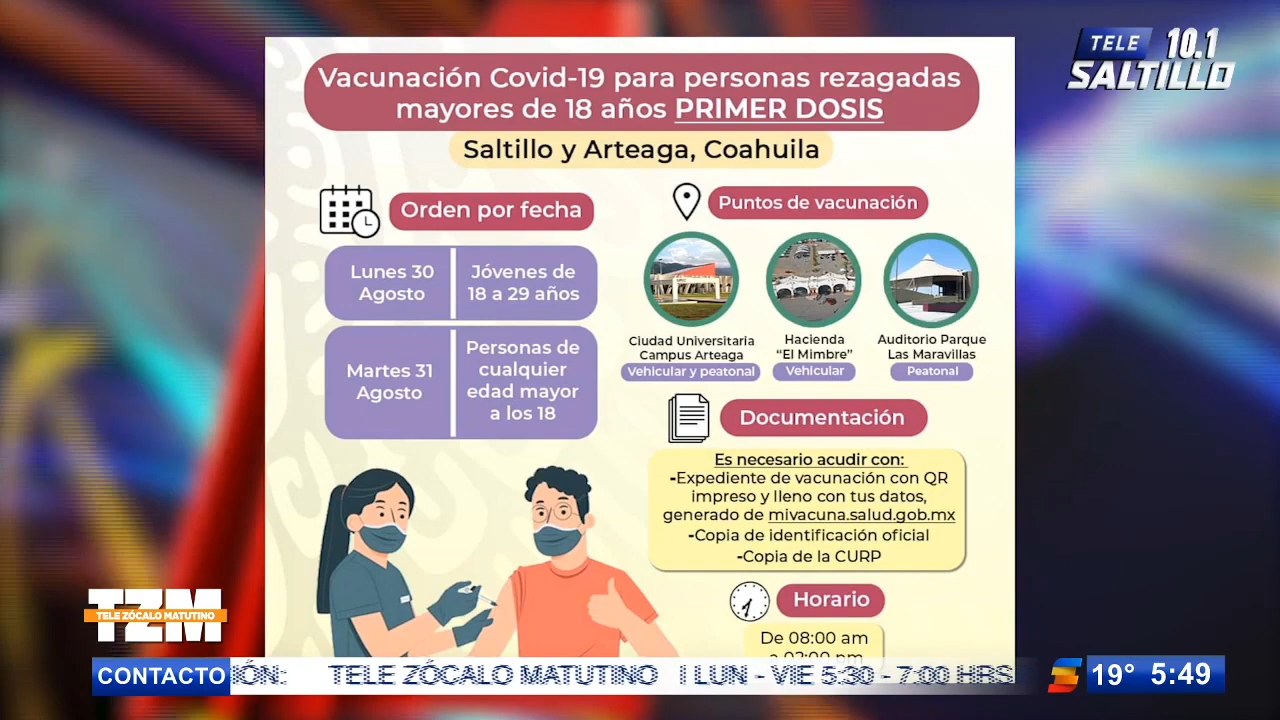 TELE 10.1
SALTILLO
Vacunación Covid-19 para personas rezagadas
mayores de 18 años PRIMER DOSIS
Saltillo y Arteaga, Coahuila
Orden por fecha
Lunes 30
Agosto
Jóvenes de
18 a 29 años
Martes 31
Agosto
Personas de
cualquier
edad mayor
a los 18
Puntos de vacunación
Ciudad Universitaria
Campus Arteaga
Vehicular y peatonal
Hacienda
“El Mimbre”
Vehicular
Auditorio Parque
Las Maravillas
Peatonal
Documentación
Es necesario acudir con:
-Expediente de vacunación con QR
impreso y lleno con tus datos,
generado de mivacuna.salud.gob.mx
-Copia de identificación oficial
-Copia de la CURP
Horario
De 08:00 am
a 02:00 pm
TZM
TELE ZÓCALO MATUTINO
CONTACTO IÓN: TELE ZÓCALO MATUTINO | LUN - VIE 5:30 - 7:00 HRS
19° 5:49